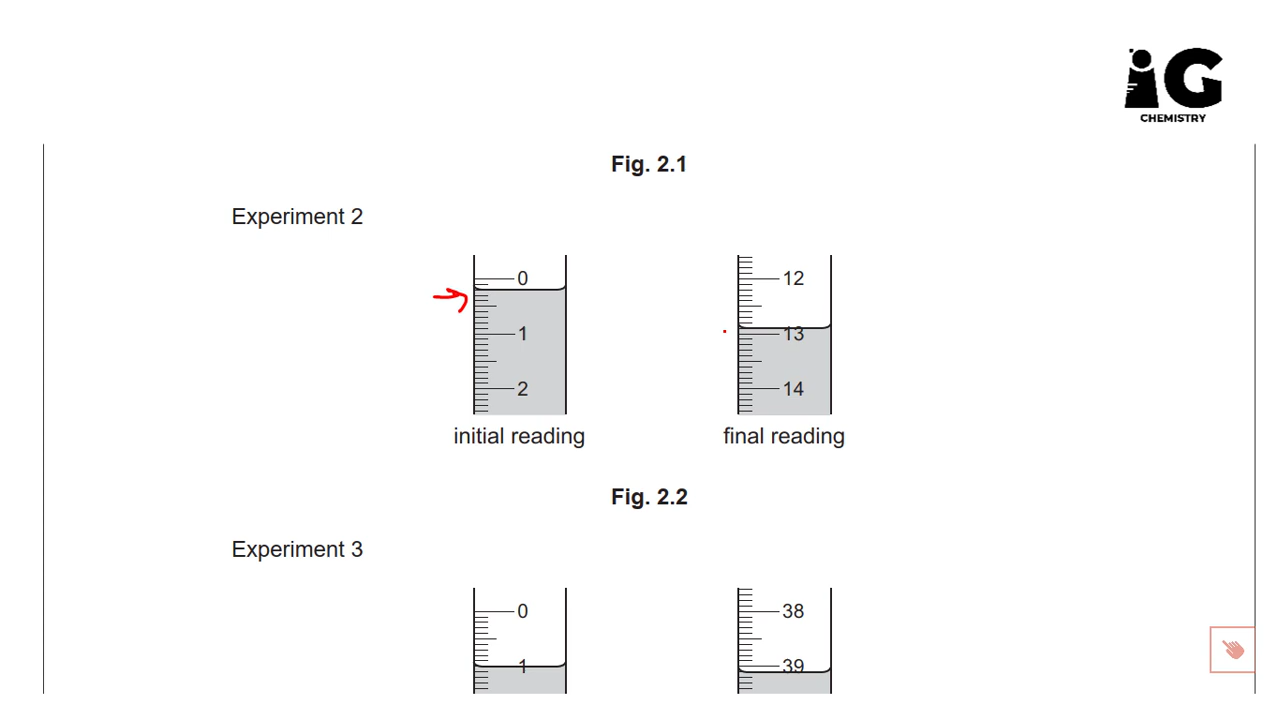 iG
CHEMISTRY
Fig. 2.1
Experiment 2
0
1
2
12
13
14
initial reading
final reading
Fig. 2.2
Experiment 3
0
1
38
39